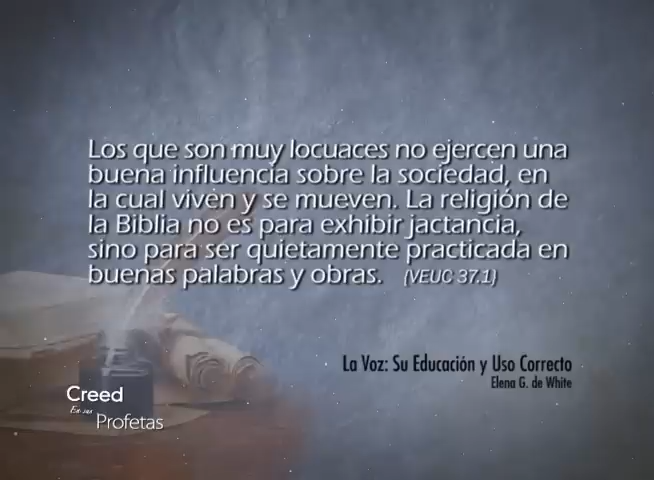 Los que son muy locuaces no ejercen una
buena influencia sobre la sociedad, en
la cual viven y se mueven. La religión de
la Biblia no es para exhibir jactancia,
sino para ser quietamente practicada en
buenas palabras y obras. (VEUC 37.1)
La Voz: Su Educación y Uso Correcto
Elena G. de White
Creed
En sus
Profetas